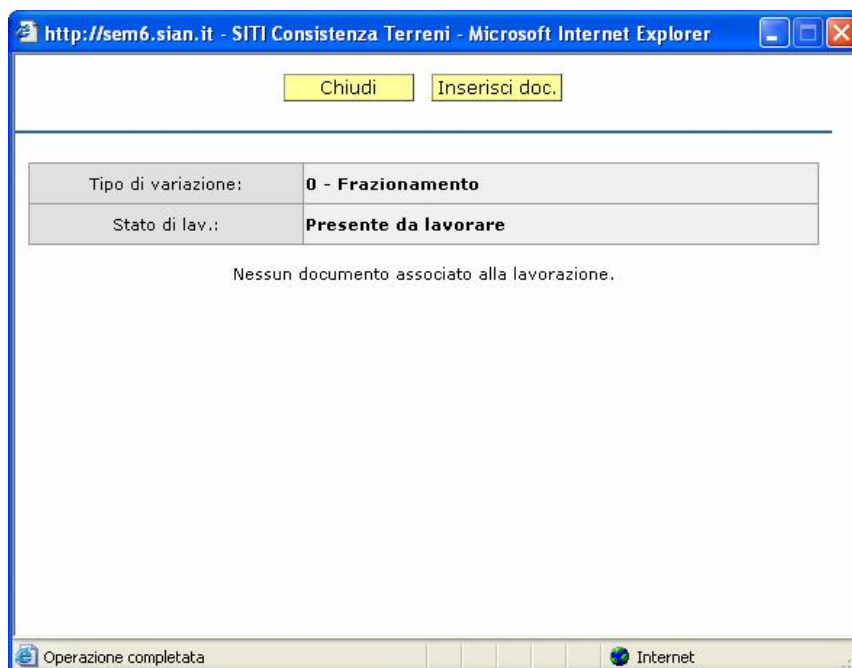 http://sem6.sian.it - SITI Consistenza Terreni - Microsoft Internet Explorer
Chiudi Inserisci doc.
Tipo di variazione: 0 - Frazionamento
Stato di lav.: Presente da lavorare
Nessun documento associato alla lavorazione.
Operazione completata Internet